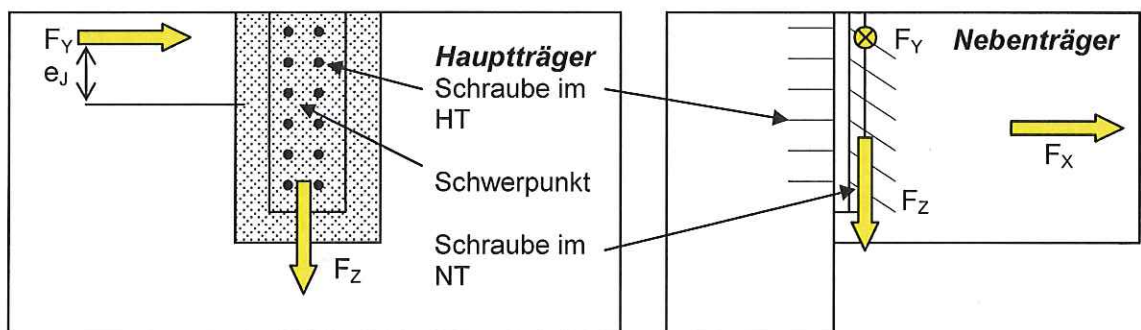 F_Y
e_J
Hauptträger
Schraube im
HT
Schwerpunkt
Schraube im
NT
F_Z
F_Y
Nebenträger
F_X
F_Z